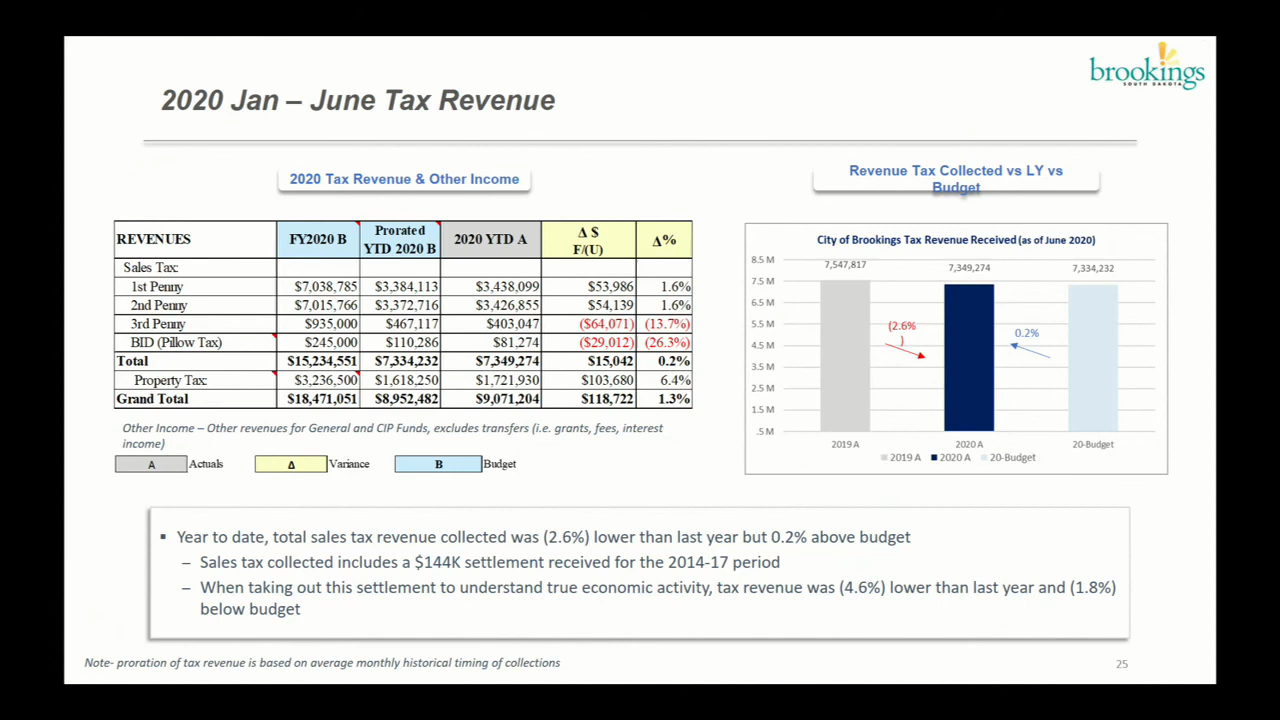 brookings
SOUTH DAKOTA
2020 Jan – June Tax Revenue
2020 Tax Revenue & Other Income
REVENUES FY2020 B Prorated YTD 2020 B 2020 YTD A Δ $ F/(U) Δ%
Sales Tax:
1st Penny $7,038,785 $3,384,113 $3,438,099 $53,986 1.6%
2nd Penny $7,015,766 $3,372,716 $3,426,855 $54,139 1.6%
3rd Penny $935,000 $467,117 $403,047 ($64,071) (13.7%)
BID (Pillow Tax) $245,000 $110,286 $81,274 ($29,012) (26.3%)
Total $15,234,551 $7,334,232 $7,349,274 $15,042 0.2%
Property Tax: $3,236,500 $1,618,250 $1,721,930 $103,680 6.4%
Grand Total $18,471,051 $8,952,482 $9,071,204 $118,722 1.3%
Other Income – Other revenues for General and CIP Funds, excludes transfers (i.e. grants, fees, interest
income)
A Actuals Δ Variance B Budget
Revenue Tax Collected vs LY vs
Budget
City of Brookings Tax Revenue Received (as of June 2020)
8.5 M
7.5 M
6.5 M
5.5 M
4.5 M
3.5 M
2.5 M
1.5 M
.5 M
7,547,817 7,349,274 7,334,232
(2.6%
)
0.2%
2019 A 2020 A 20-Budget
2019 A 2020 A 20-Budget
▪ Year to date, total sales tax revenue collected was (2.6%) lower than last year but 0.2% above budget
– Sales tax collected includes a $144K settlement received for the 2014-17 period
– When taking out this settlement to understand true economic activity, tax revenue was (4.6%) lower than last year and (1.8%)
below budget
Note- proration of tax revenue is based on average monthly historical timing of collections
25